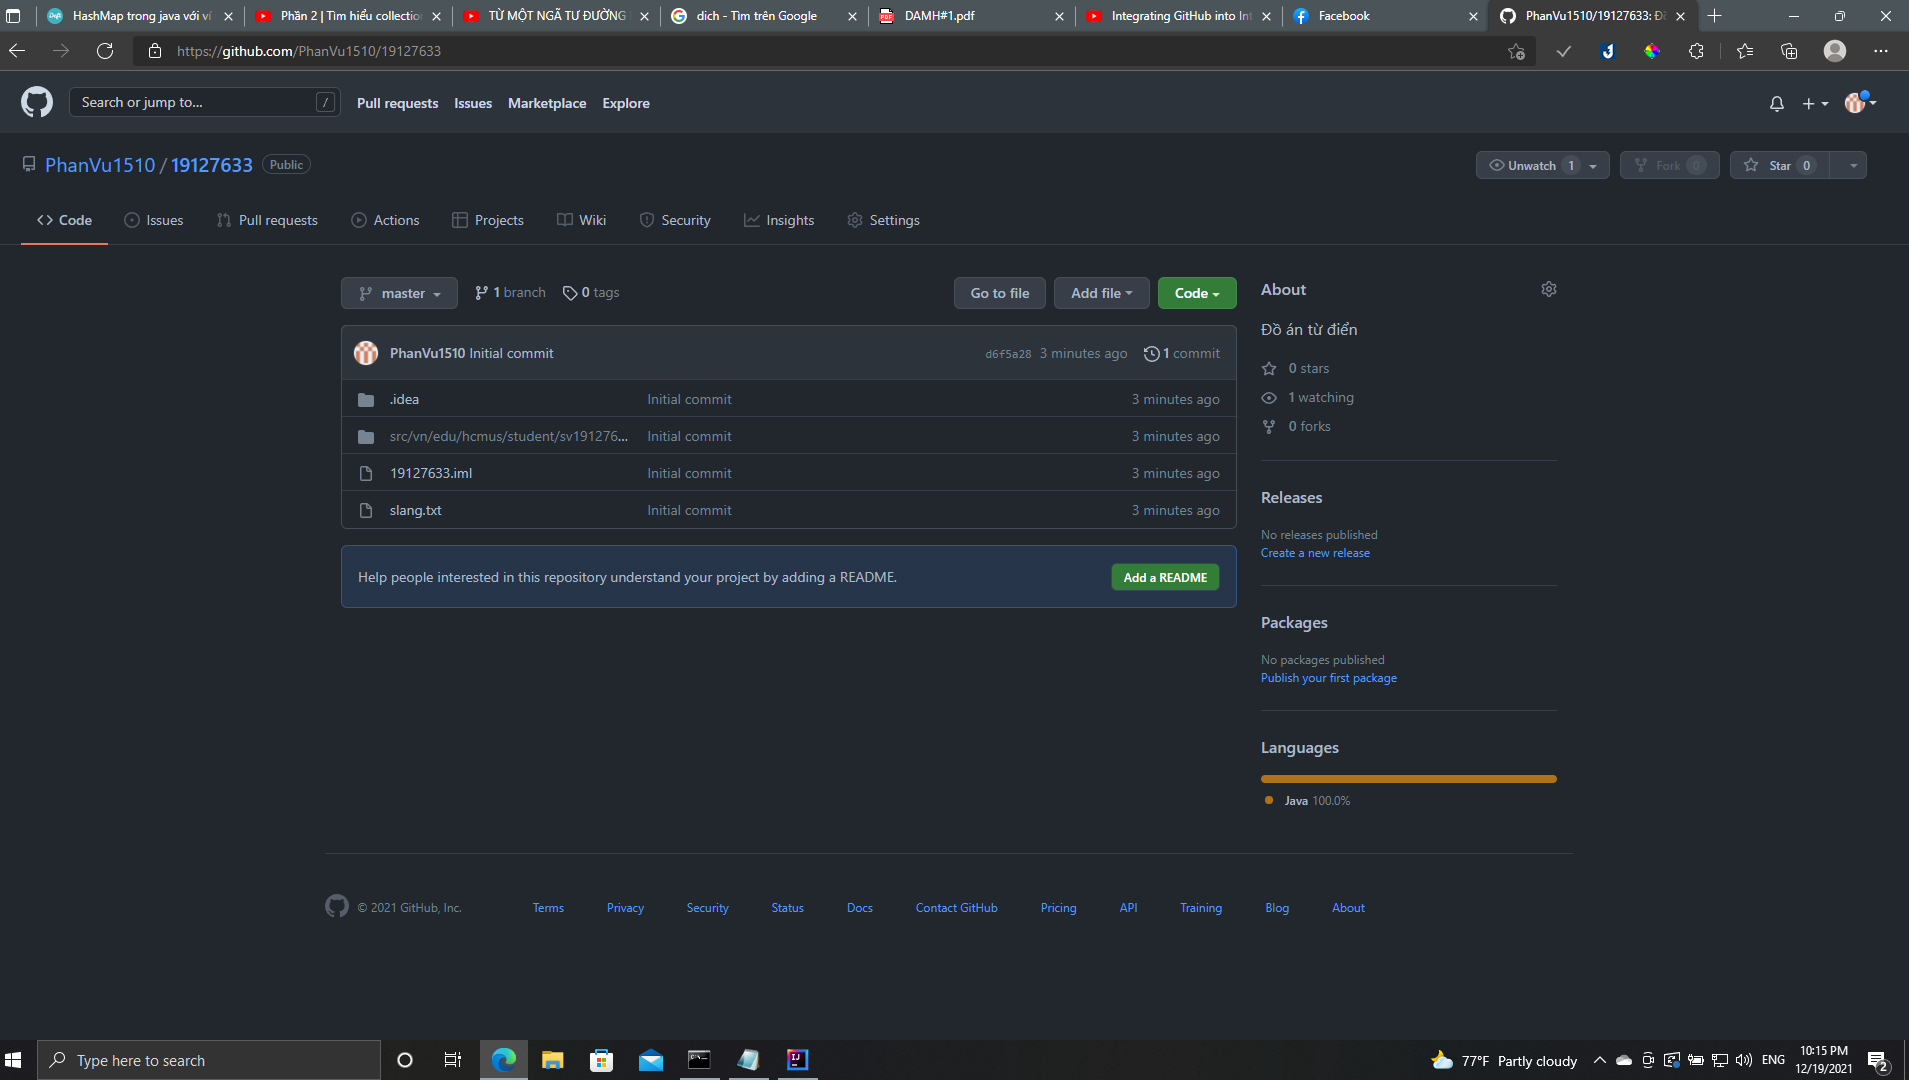 HashMap trong java với ví
Phần 2 | Tìm hiểu collection
TỪ MỘT NGÃ TƯ ĐƯỜNG
dich - Tìm trên Google
DAMH#1.pdf
Integrating GitHub into Int
Facebook
PhanVu1510/19127633: Đồ
https://github.com/PhanVu1510/19127633
Search or jump to...
/
Pull requests
Issues
Marketplace
Explore
PhanVu1510 / 19127633
Public
Unwatch 1
Fork 0
Star 0
Code
Issues
Pull requests
Actions
Projects
Wiki
Security
Insights
Settings
master
1 branch
0 tags
Go to file
Add file
Code
PhanVu1510 Initial commit
d6f5a28 3 minutes ago
1 commit
.idea
Initial commit
3 minutes ago
src/vn/edu/hcmus/student/sv191276...
Initial commit
3 minutes ago
19127633.iml
Initial commit
3 minutes ago
slang.txt
Initial commit
3 minutes ago
Help people interested in this repository understand your project by adding a README.
Add a README
About
Đồ án từ điển
0 stars
1 watching
0 forks
Releases
No releases published
Create a new release
Packages
No packages published
Publish your first package
Languages
Java 100.0%
© 2021 GitHub, Inc.
Terms
Privacy
Security
Status
Docs
Contact GitHub
Pricing
API
Training
Blog
About
Type here to search
77°F Partly cloudy
ENG
10:15 PM
12/19/2021
2